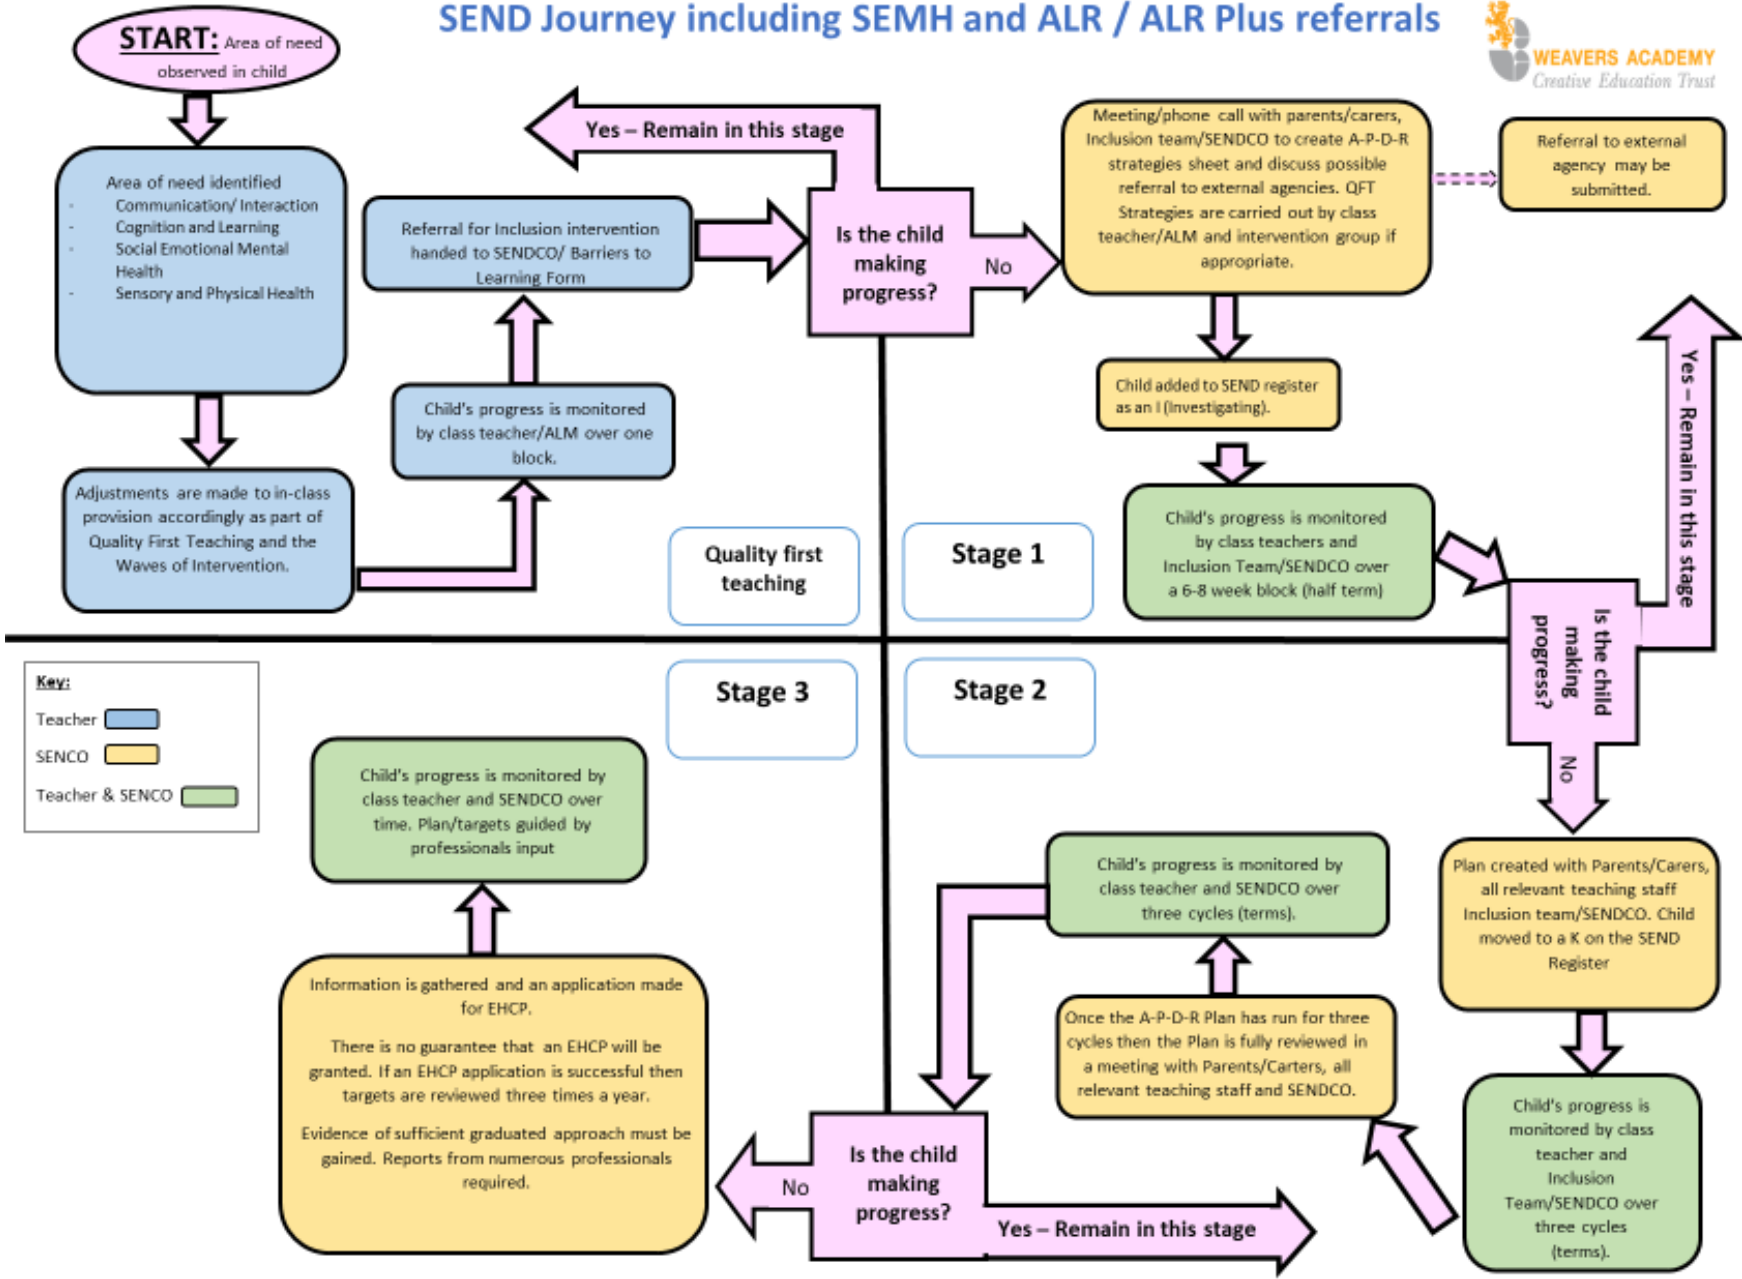 SEND Journey including SEMH and ALR / ALR Plus referrals
WEAVERS ACADEMY
Creative Education Trust
START: Area of need
observed in child
Area of need identified
- Communication/ Interaction
- Cognition and Learning
- Social Emotional Mental
Health
- Sensory and Physical Health
Adjustments are made to in-class
provision accordingly as part of
Quality First Teaching and the
Waves of Intervention.
Child's progress is monitored
by class teacher/ALM over one
block.
Referral for Inclusion intervention
handed to SENDCO/ Barriers to
Learning Form
Yes – Remain in this stage
Is the child
making
progress?
No
Quality first
teaching
Meeting/phone call with parents/carers,
Inclusion team/SENDCO to create A-P-D-R
strategies sheet and discuss possible
referral to external agencies. QFT
Strategies are carried out by class
teacher/ALM and intervention group if
appropriate.
Referral to external
agency may be
submitted.
Child added to SEND register
as an I (Investigating).
Child's progress is monitored
by class teachers and
Inclusion Team/SENDCO over
a 6-8 week block (half term)
Stage 1
Is the child
making
progress?
Yes – Remain in this stage
No
Stage 2
Plan created with Parents/Carers,
all relevant teaching staff
Inclusion team/SENDCO. Child
moved to a K on the SEND
Register
Child's progress is
monitored by class
teacher and
Inclusion
Team/SENDCO over
three cycles
(terms).
Once the A-P-D-R Plan has run for three
cycles then the Plan is fully reviewed in
a meeting with Parents/Carters, all
relevant teaching staff and SENDCO.
Child's progress is monitored by
class teacher and SENDCO over
three cycles (terms).
Is the child
making
progress?
Yes – Remain in this stage
No
Stage 3
Information is gathered and an application made
for EHCP.
There is no guarantee that an EHCP will be
granted. If an EHCP application is successful then
targets are reviewed three times a year.
Evidence of sufficient graduated approach must be
gained. Reports from numerous professionals
required.
Child's progress is monitored by
class teacher and SENDCO over
time. Plan/targets guided by
professionals input
Key:
Teacher
SENCO
Teacher & SENCO